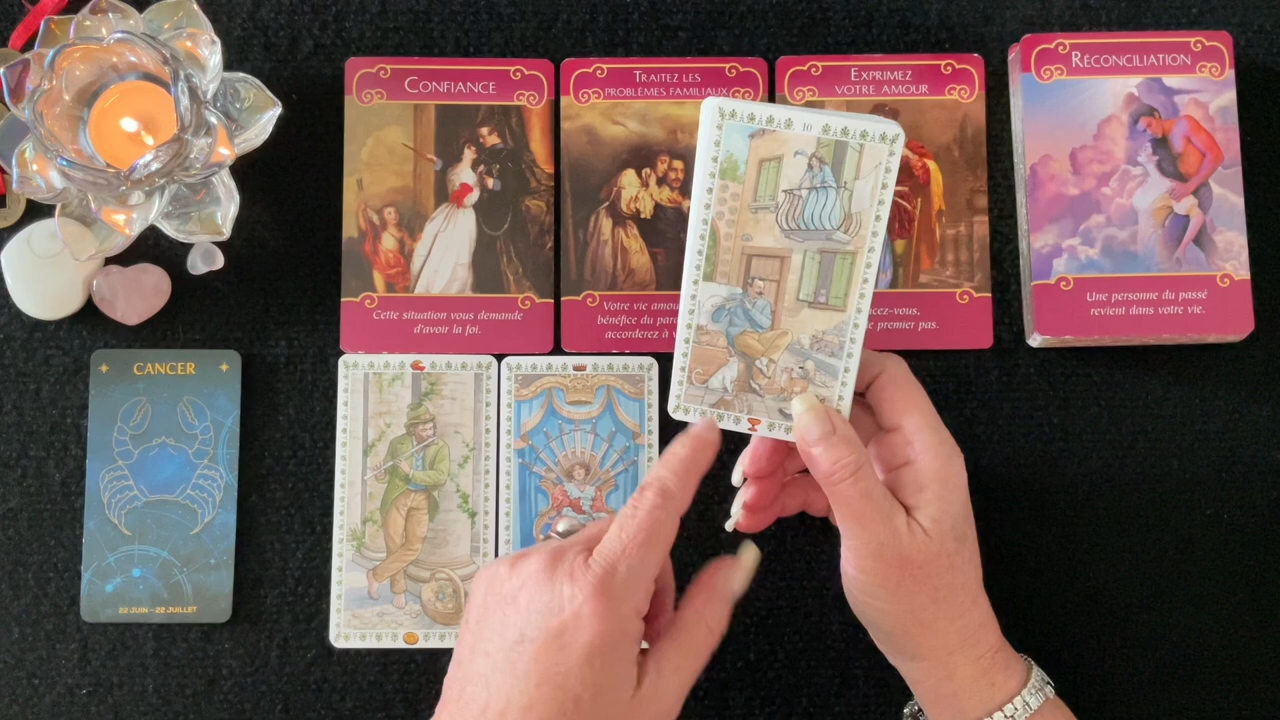 CONFIANCE
Cette situation vous demande
d'avoir la foi.
TRAITEZ LES
PROBLÈMES FAMILIAUX
Votre vie amou
bénéfice du par
accorderez à v
EXPRIMEZ
VOTRE AMOUR
ncez-vous.
e premier pas.
RÉCONCILIATION
Une personne du passé
revient dans votre vie.
10
CANCER
22 JUIN - 22 JUILLET